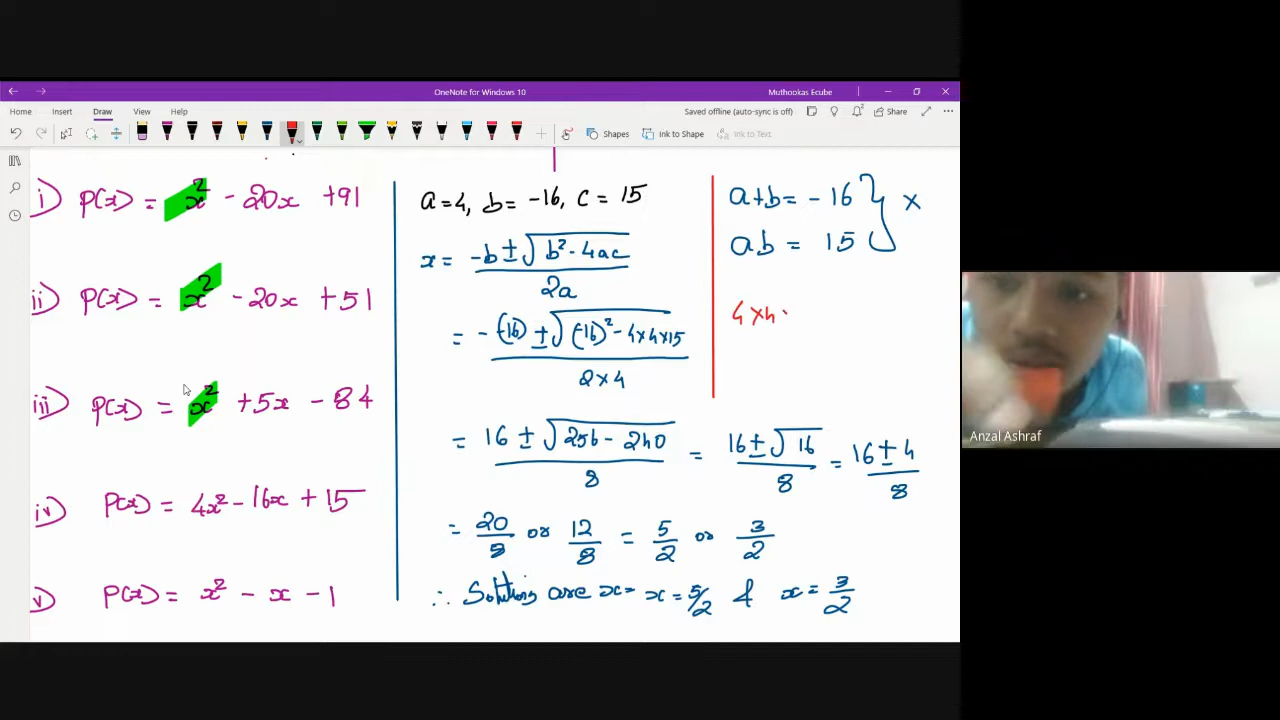 OneNote for Windows 10
Muthookas Ecube
Home Insert Draw View Help
Saved offline (auto-sync is off)
Share
Shapes
Ink to Shape
Ink to Text
i) P(x) = x² - 20x + 91
ii) P(x) = x² - 20x + 51
iii) P(x) = x² + 5x - 84
iv) P(x) = 4x² - 16x + 15
v) P(x) = x² - x - 1
a = 4, b = -16, c = 15
x = -b ± √b² - 4ac / 2a
= -(-16) ± √(-16)² - 4×4×15 / 2×4
= 16 ± √256 - 240 / 8 = 16 ± √16 / 8 = 16 ± 4 / 8
= 20/8 or 12/8 = 5/2 or 3/2
∴ Solutions are x = x = 5/2 & x = 3/2
a+b = -16 } ×
ab = 15
4×4.
Anzal Ashraf